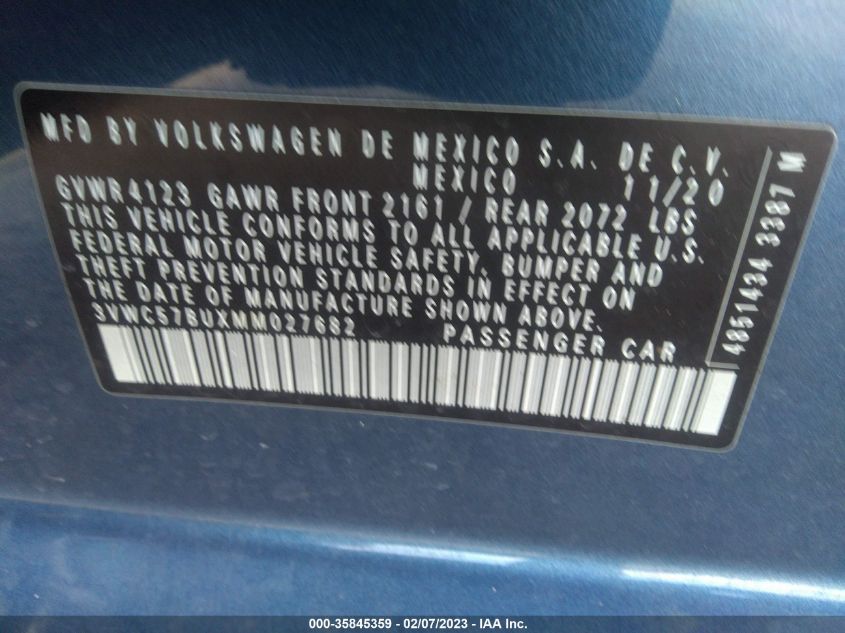 MFD BY VOLKSWAGEN DE MEXICO S.A. DE C.V.
MEXICO 11/20
GVWR4123 GAWR FRONT 2161 / REAR 2072 LBS
THIS VEHICLE CONFORMS TO ALL APPLICABLE U.S.
FEDERAL MOTOR VEHICLE SAFETY, BUMPER AND
THEFT PREVENTION STANDARDS IN EFFECT ON
THE DATE OF MANUFACTURE SHOWN ABOVE.
3VWC57BUXMM027682 PASSENGER CAR
4851434 3387 M
000-35845359 - 02/07/2023 - IAA Inc.